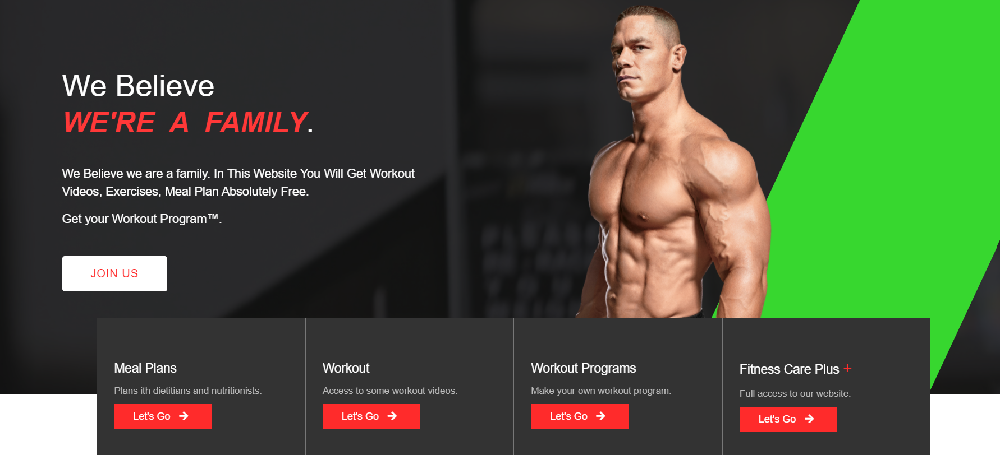 We Believe
WE'RE A FAMILY.
We Believe we are a family. In This Website You Will Get Workout
Videos, Exercises, Meal Plan Absolutely Free.
Get your Workout Program™.
JOIN US
Meal Plans
Plans ith dietitians and nutritionists.
Let's Go
Workout
Access to some workout videos.
Let's Go
Workout Programs
Make your own workout program.
Let's Go
Fitness Care Plus +
Full access to our website.
Let's Go